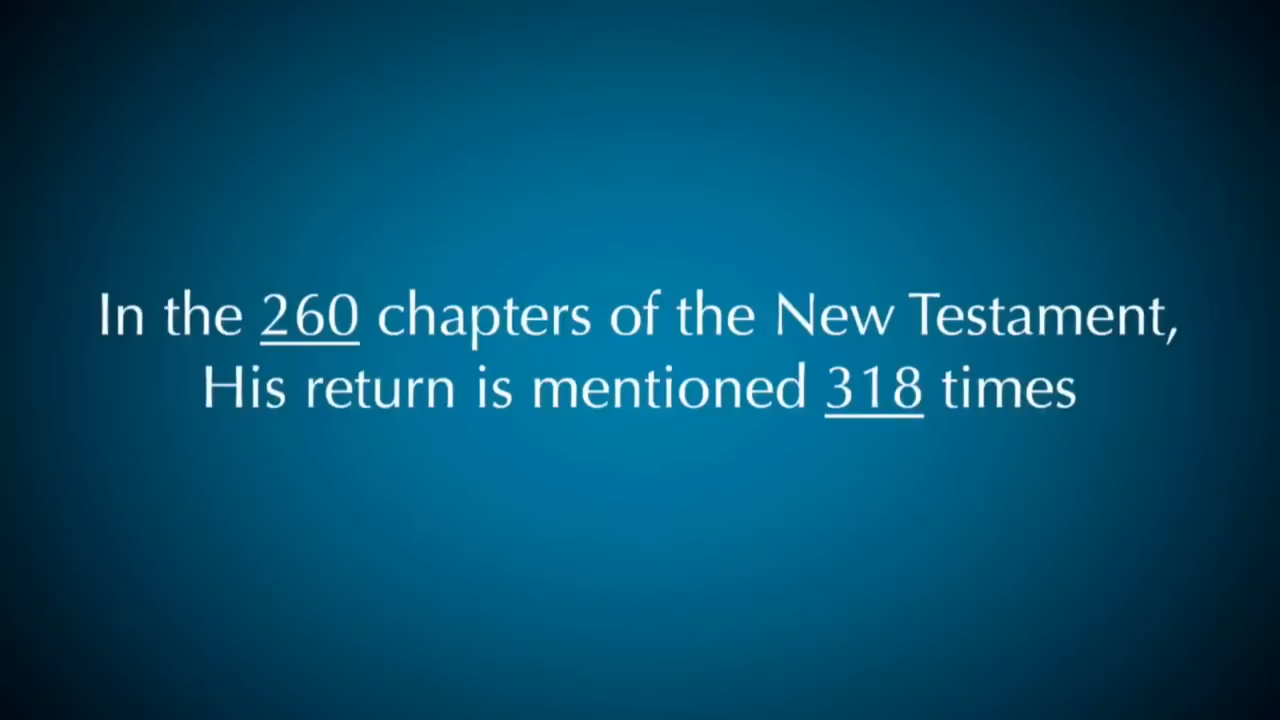 In the 260 chapters of the New Testament,
His return is mentioned 318 times